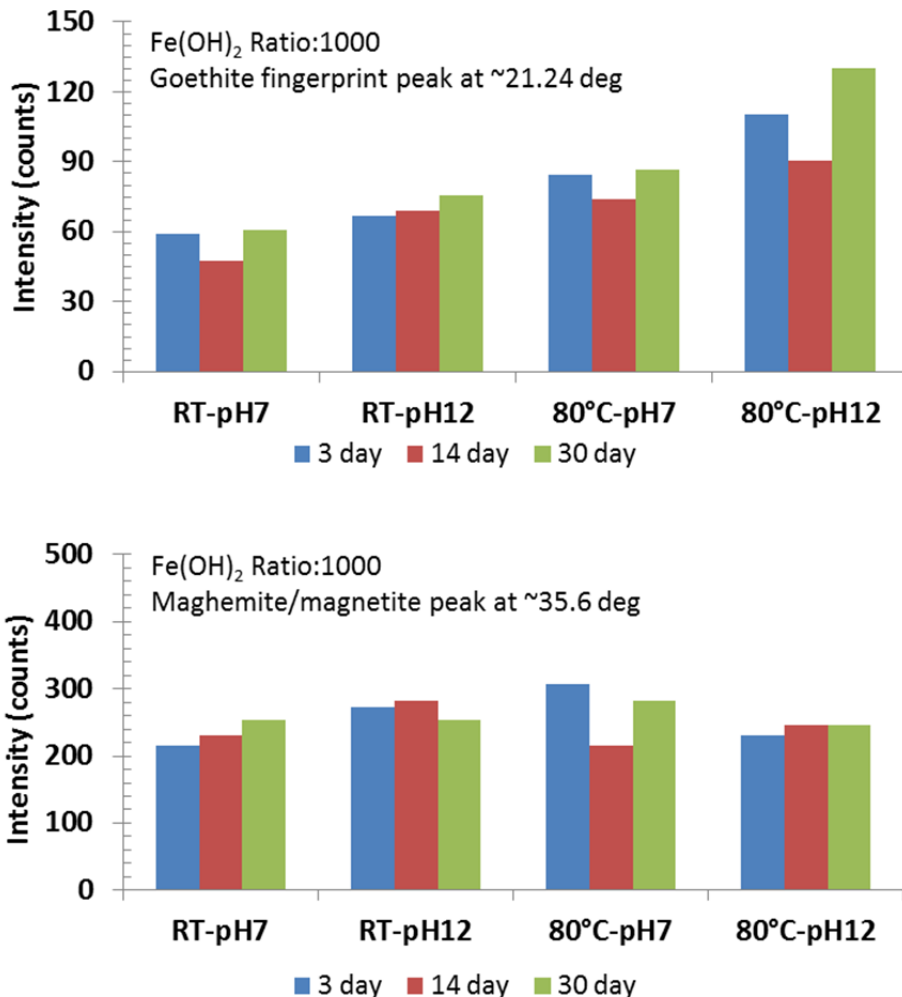 Fe(OH)₂ Ratio:1000
Goethite fingerprint peak at ~21.24 deg
Intensity (counts)
150
120
90
60
30
0
RT-pH7 RT-pH12 80°C-pH7 80°C-pH12
3 day 14 day 30 day
Fe(OH)₂ Ratio:1000
Maghemite/magnetite peak at ~35.6 deg
Intensity (counts)
500
400
300
200
100
0
RT-pH7 RT-pH12 80°C-pH7 80°C-pH12
3 day 14 day 30 day